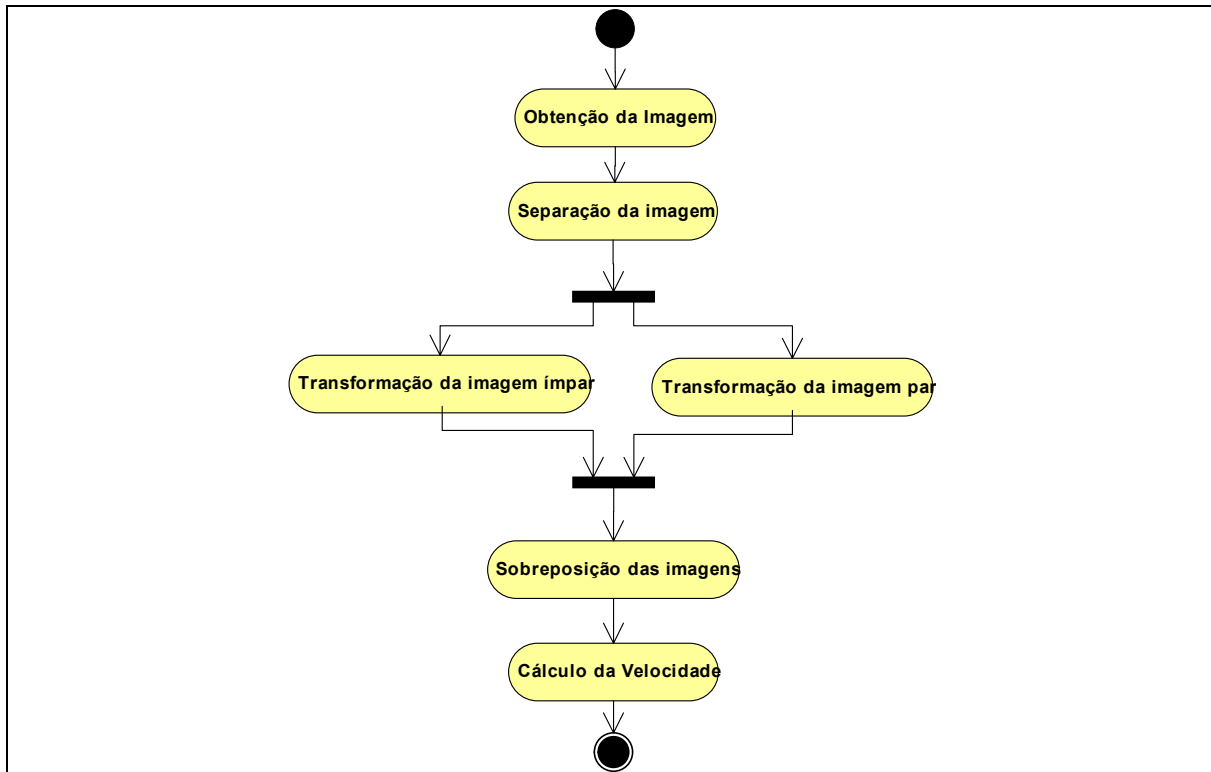 Obtenção da Imagem
Separação da imagem
Transformação da imagem ímpar
Transformação da imagem par
Sobreposição das imagens
Cálculo da Velocidade